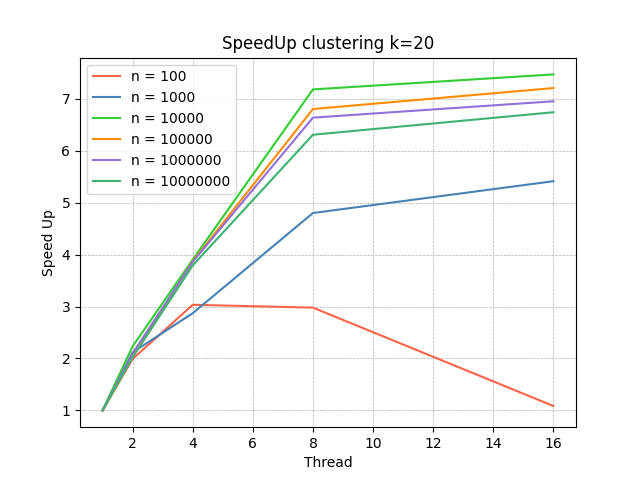 SpeedUp clustering k=20
n = 100
n = 1000
n = 10000
n = 100000
n = 1000000
n = 10000000
7
6
5
4
3
2
1
Speed Up
2 4 6 8 10 12 14 16
Thread